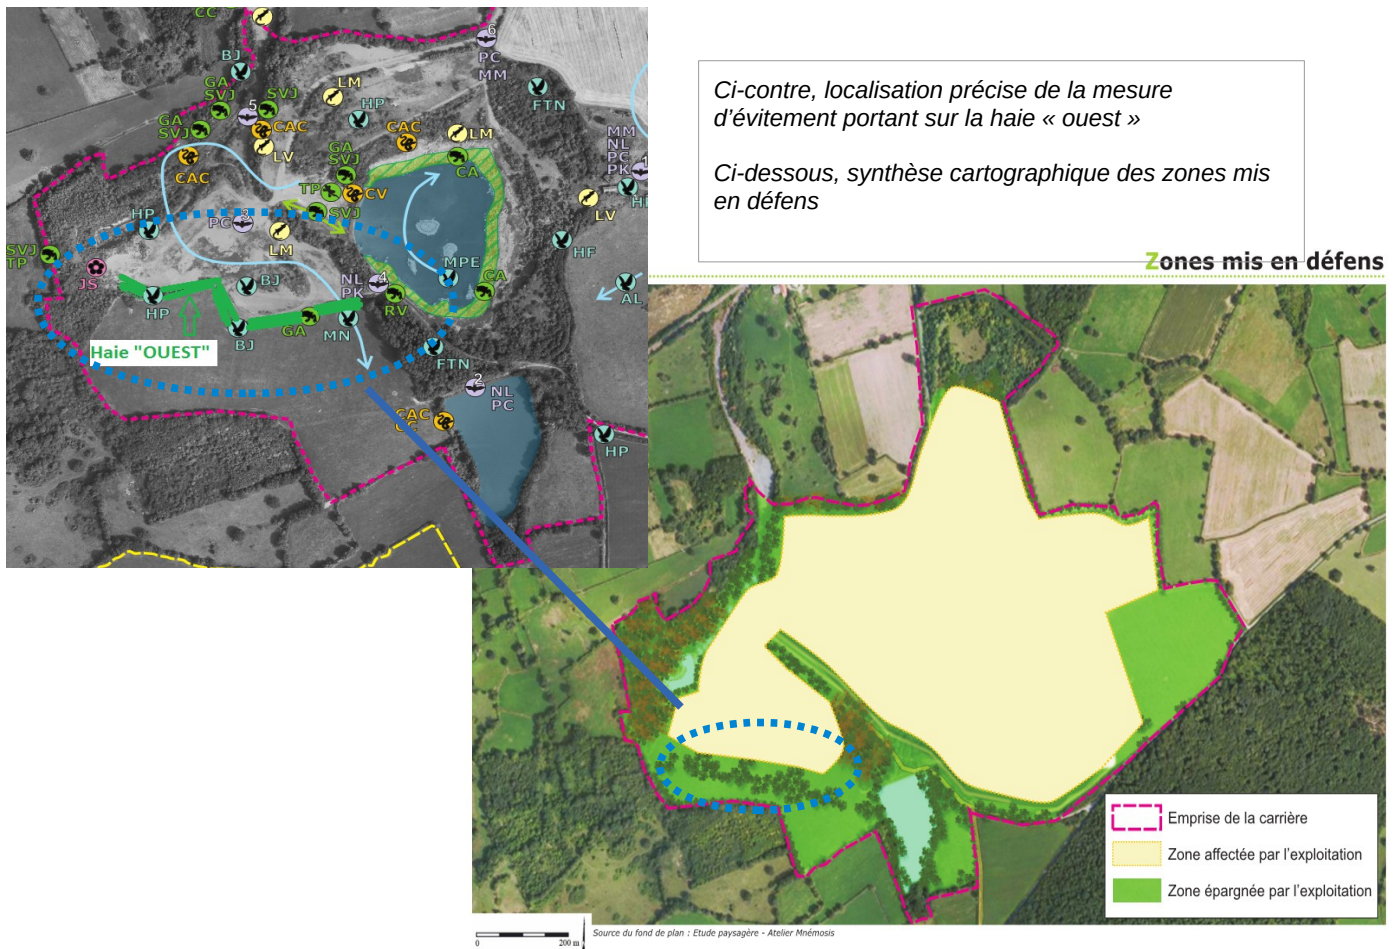 CC
6
BJ
PC
MM
GA
SVJ
LM
FTN
5
SVJ
HP
GA
SVJ
CAC
CAC
LM
MM
NL
PC
PK
1
LV
GA
SVJ
CAC
CA
TP
CV
LV
HP
PC
3
SVJ
LM
HF
SVJ
TP
MPE
JS
BJ
NL
PK
4
CA
AL
HP
GA
RV
BJ
MN
Haie "OUEST"
FTN
2
NL
PC
CAC
HP
Ci-contre, localisation précise de la mesure
d'évitement portant sur la haie « ouest »
Ci-dessous, synthèse cartographique des zones mis
en défens
Zones mis en défens
Emprise de la carrière
Zone affectée par l'exploitation
Zone épargnée par l'exploitation
0 200 m
Source du fond de plan : Etude paysagère - Atelier Mnémosis